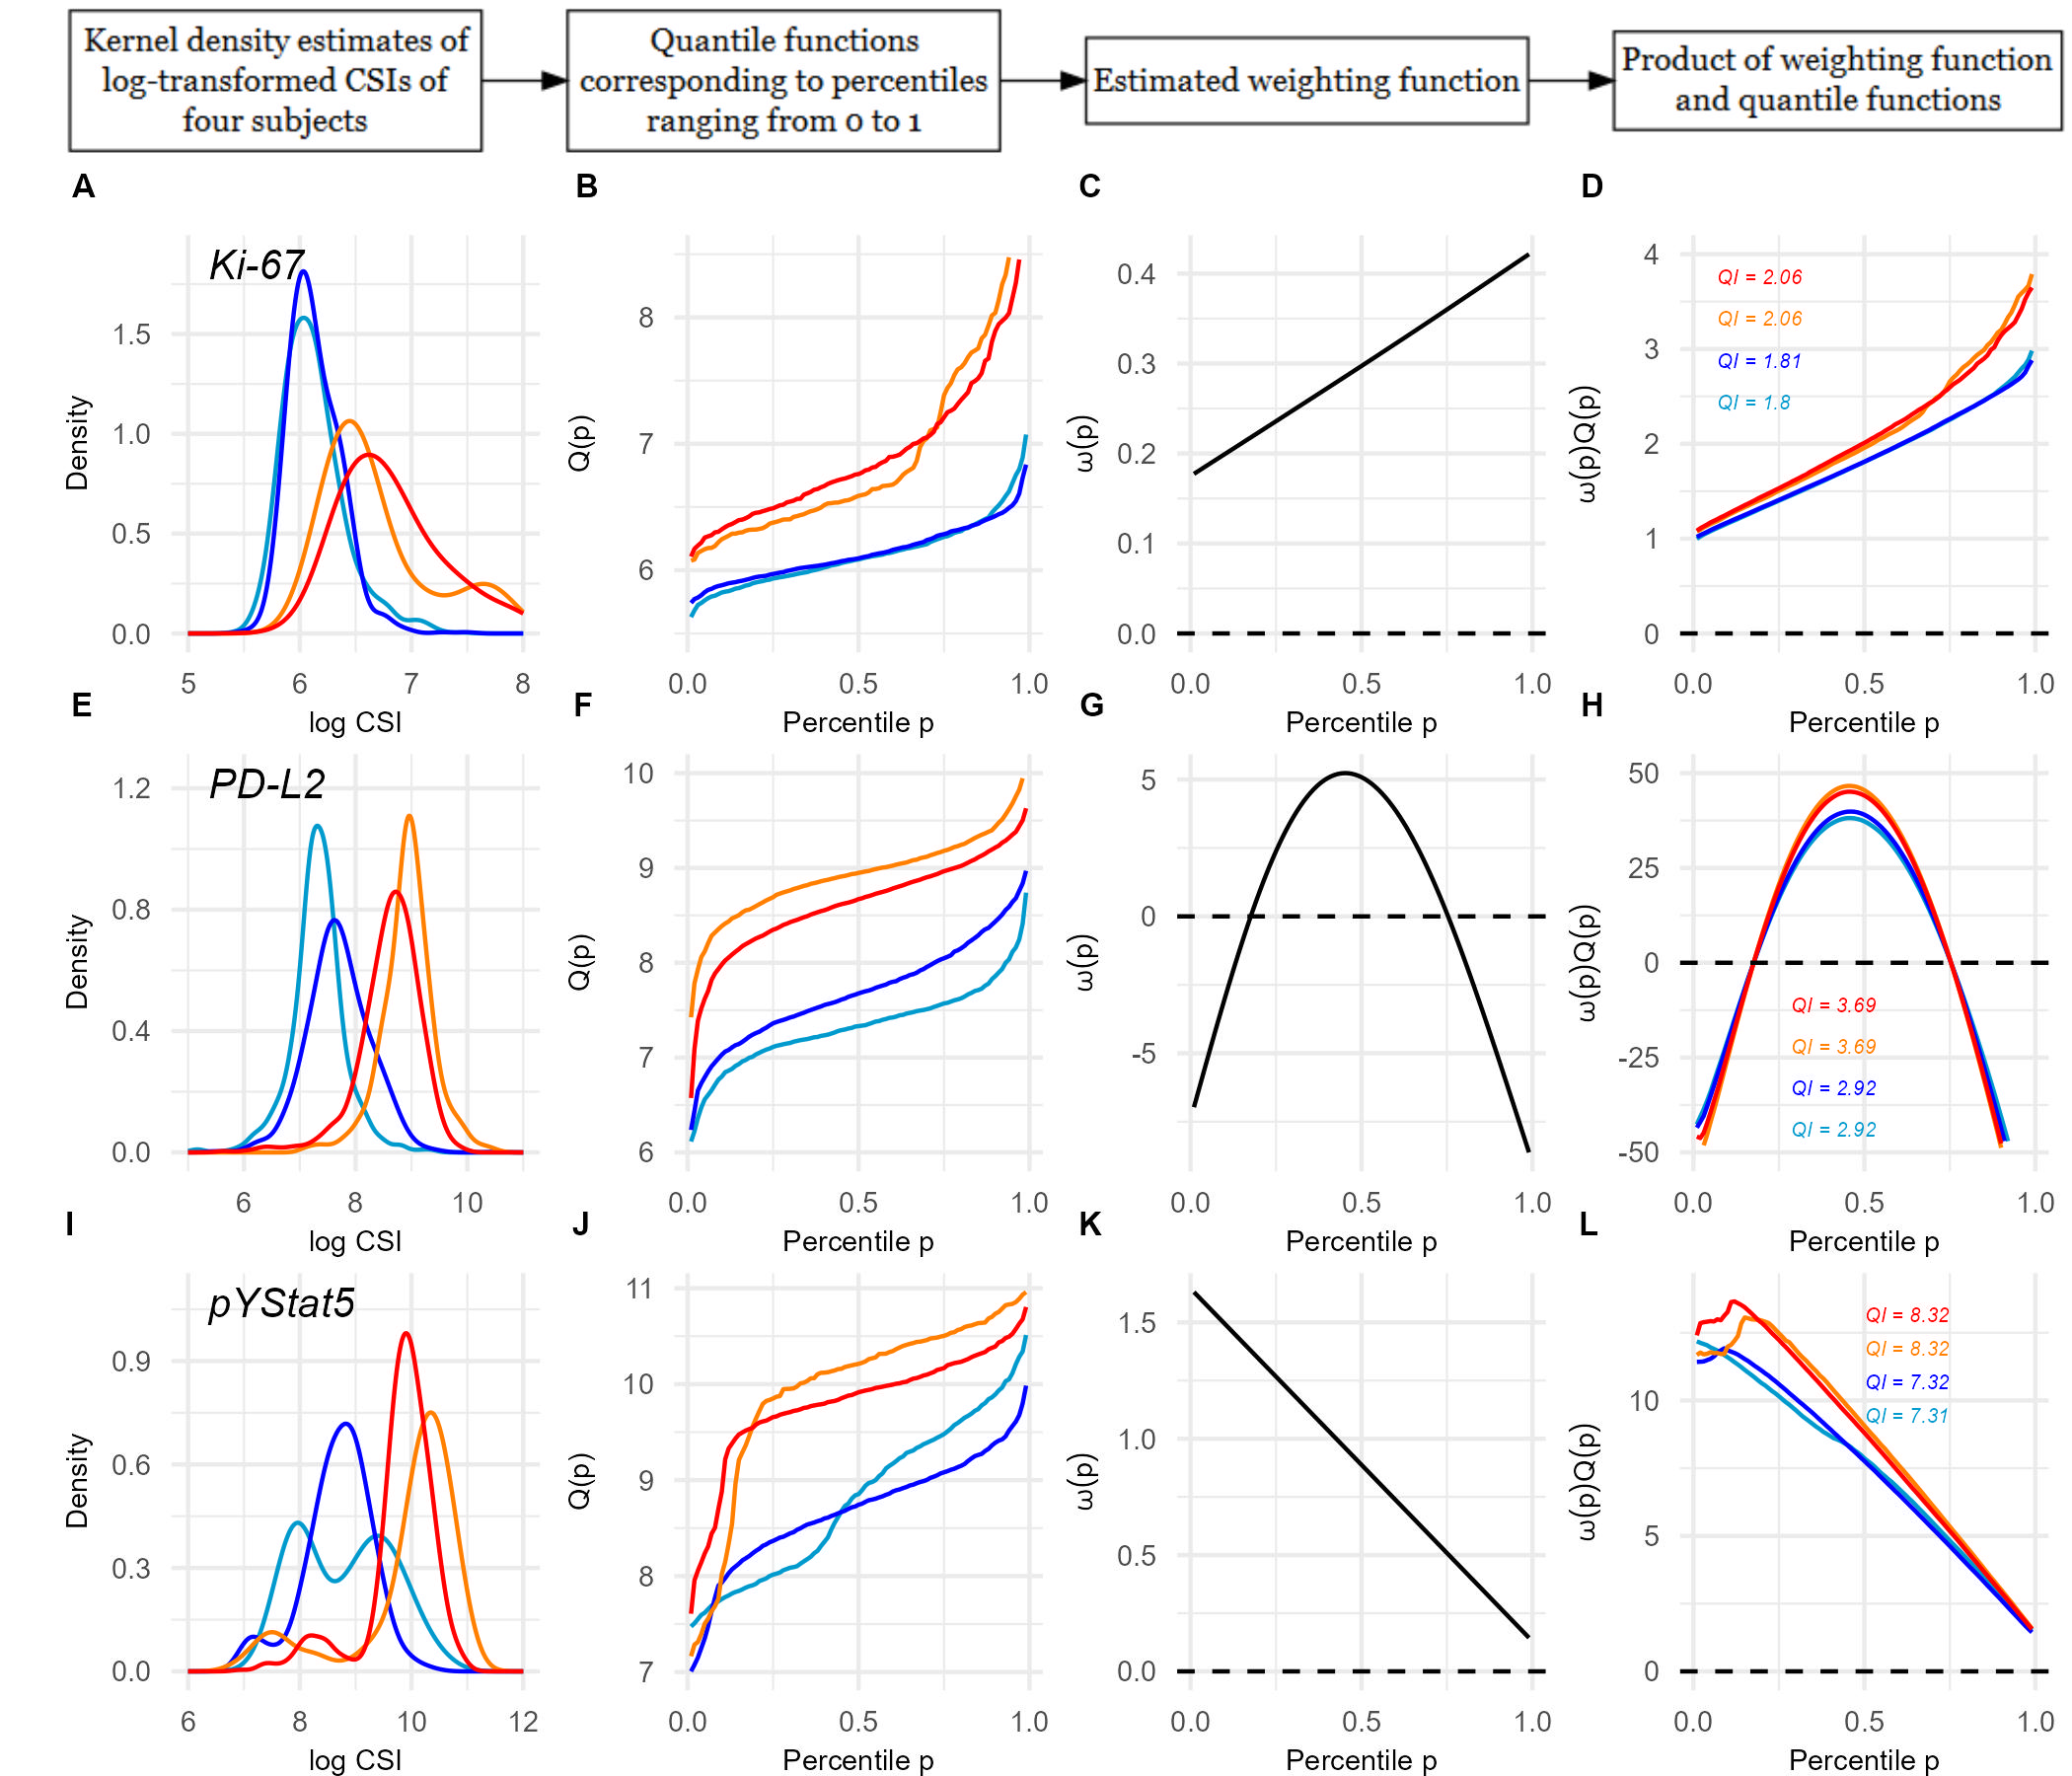 Kernel density estimates of
log-transformed CSIs of
four subjects
Quantile functions
corresponding to percentiles
ranging from 0 to 1
Estimated weighting function
Product of weighting function
and quantile functions
A
Ki-67
Density
1.5
1.0
0.5
0.0
5 6 7 8
log CSI
B
Q(p)
8
7
6
0.0 0.5 1.0
Percentile p
C
ω(p)
0.4
0.3
0.2
0.1
0.0
0.0 0.5 1.0
Percentile p
D
ω(p)Q(p)
4
3
2
1
0
QI = 2.06
QI = 2.06
QI = 1.81
QI = 1.8
0.0 0.5 1.0
Percentile p
E
PD-L2
Density
1.2
0.8
0.4
0.0
6 8 10
log CSI
F
Q(p)
10
9
8
7
6
0.0 0.5 1.0
Percentile p
G
ω(p)
5
0
-5
0.0 0.5 1.0
Percentile p
H
ω(p)Q(p)
50
25
0
-25
-50
QI = 3.69
QI = 3.69
QI = 2.92
QI = 2.92
0.0 0.5 1.0
Percentile p
I
pYStat5
Density
0.9
0.6
0.3
0.0
6 8 10 12
log CSI
J
Q(p)
11
10
9
8
7
0.0 0.5 1.0
Percentile p
K
ω(p)
1.5
1.0
0.5
0.0
0.0 0.5 1.0
Percentile p
L
ω(p)Q(p)
10
5
0
QI = 8.32
QI = 8.32
QI = 7.32
QI = 7.31
0.0 0.5 1.0
Percentile p